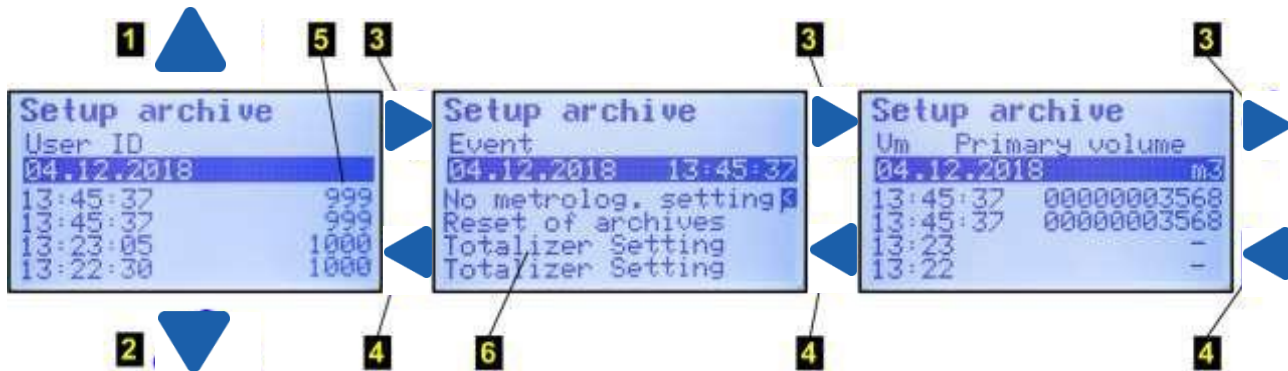 1
5
3
3
3
Setup archive
User ID
04.12.2018
13:45:37 999
13:45:37 999
13:23:05 1000
13:22:30 1000
Setup archive
Event
04.12.2018 13:45:37
No metrolog. setting
Reset of archives
Totalizer Setting
Totalizer Setting
Setup archive
Vm Primary volume
04.12.2018 m3
13:45:37 00000003568
13:45:37 00000003568
13:23 -
13:22 -
2
4
6
4
4